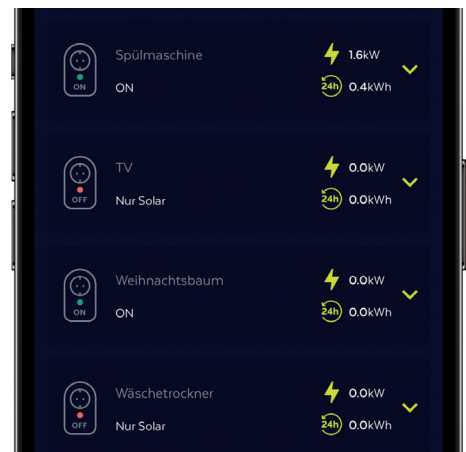 Spülmaschine
1.6kW
ON
ON
24h
0.4kWh
TV
0.0kW
OFF
Nur Solar
24h
0.0kWh
Weihnachtsbaum
0.0kW
ON
ON
24h
0.0kWh
Wäschetrockner
0.0kW
OFF
Nur Solar
24h
0.0kWh